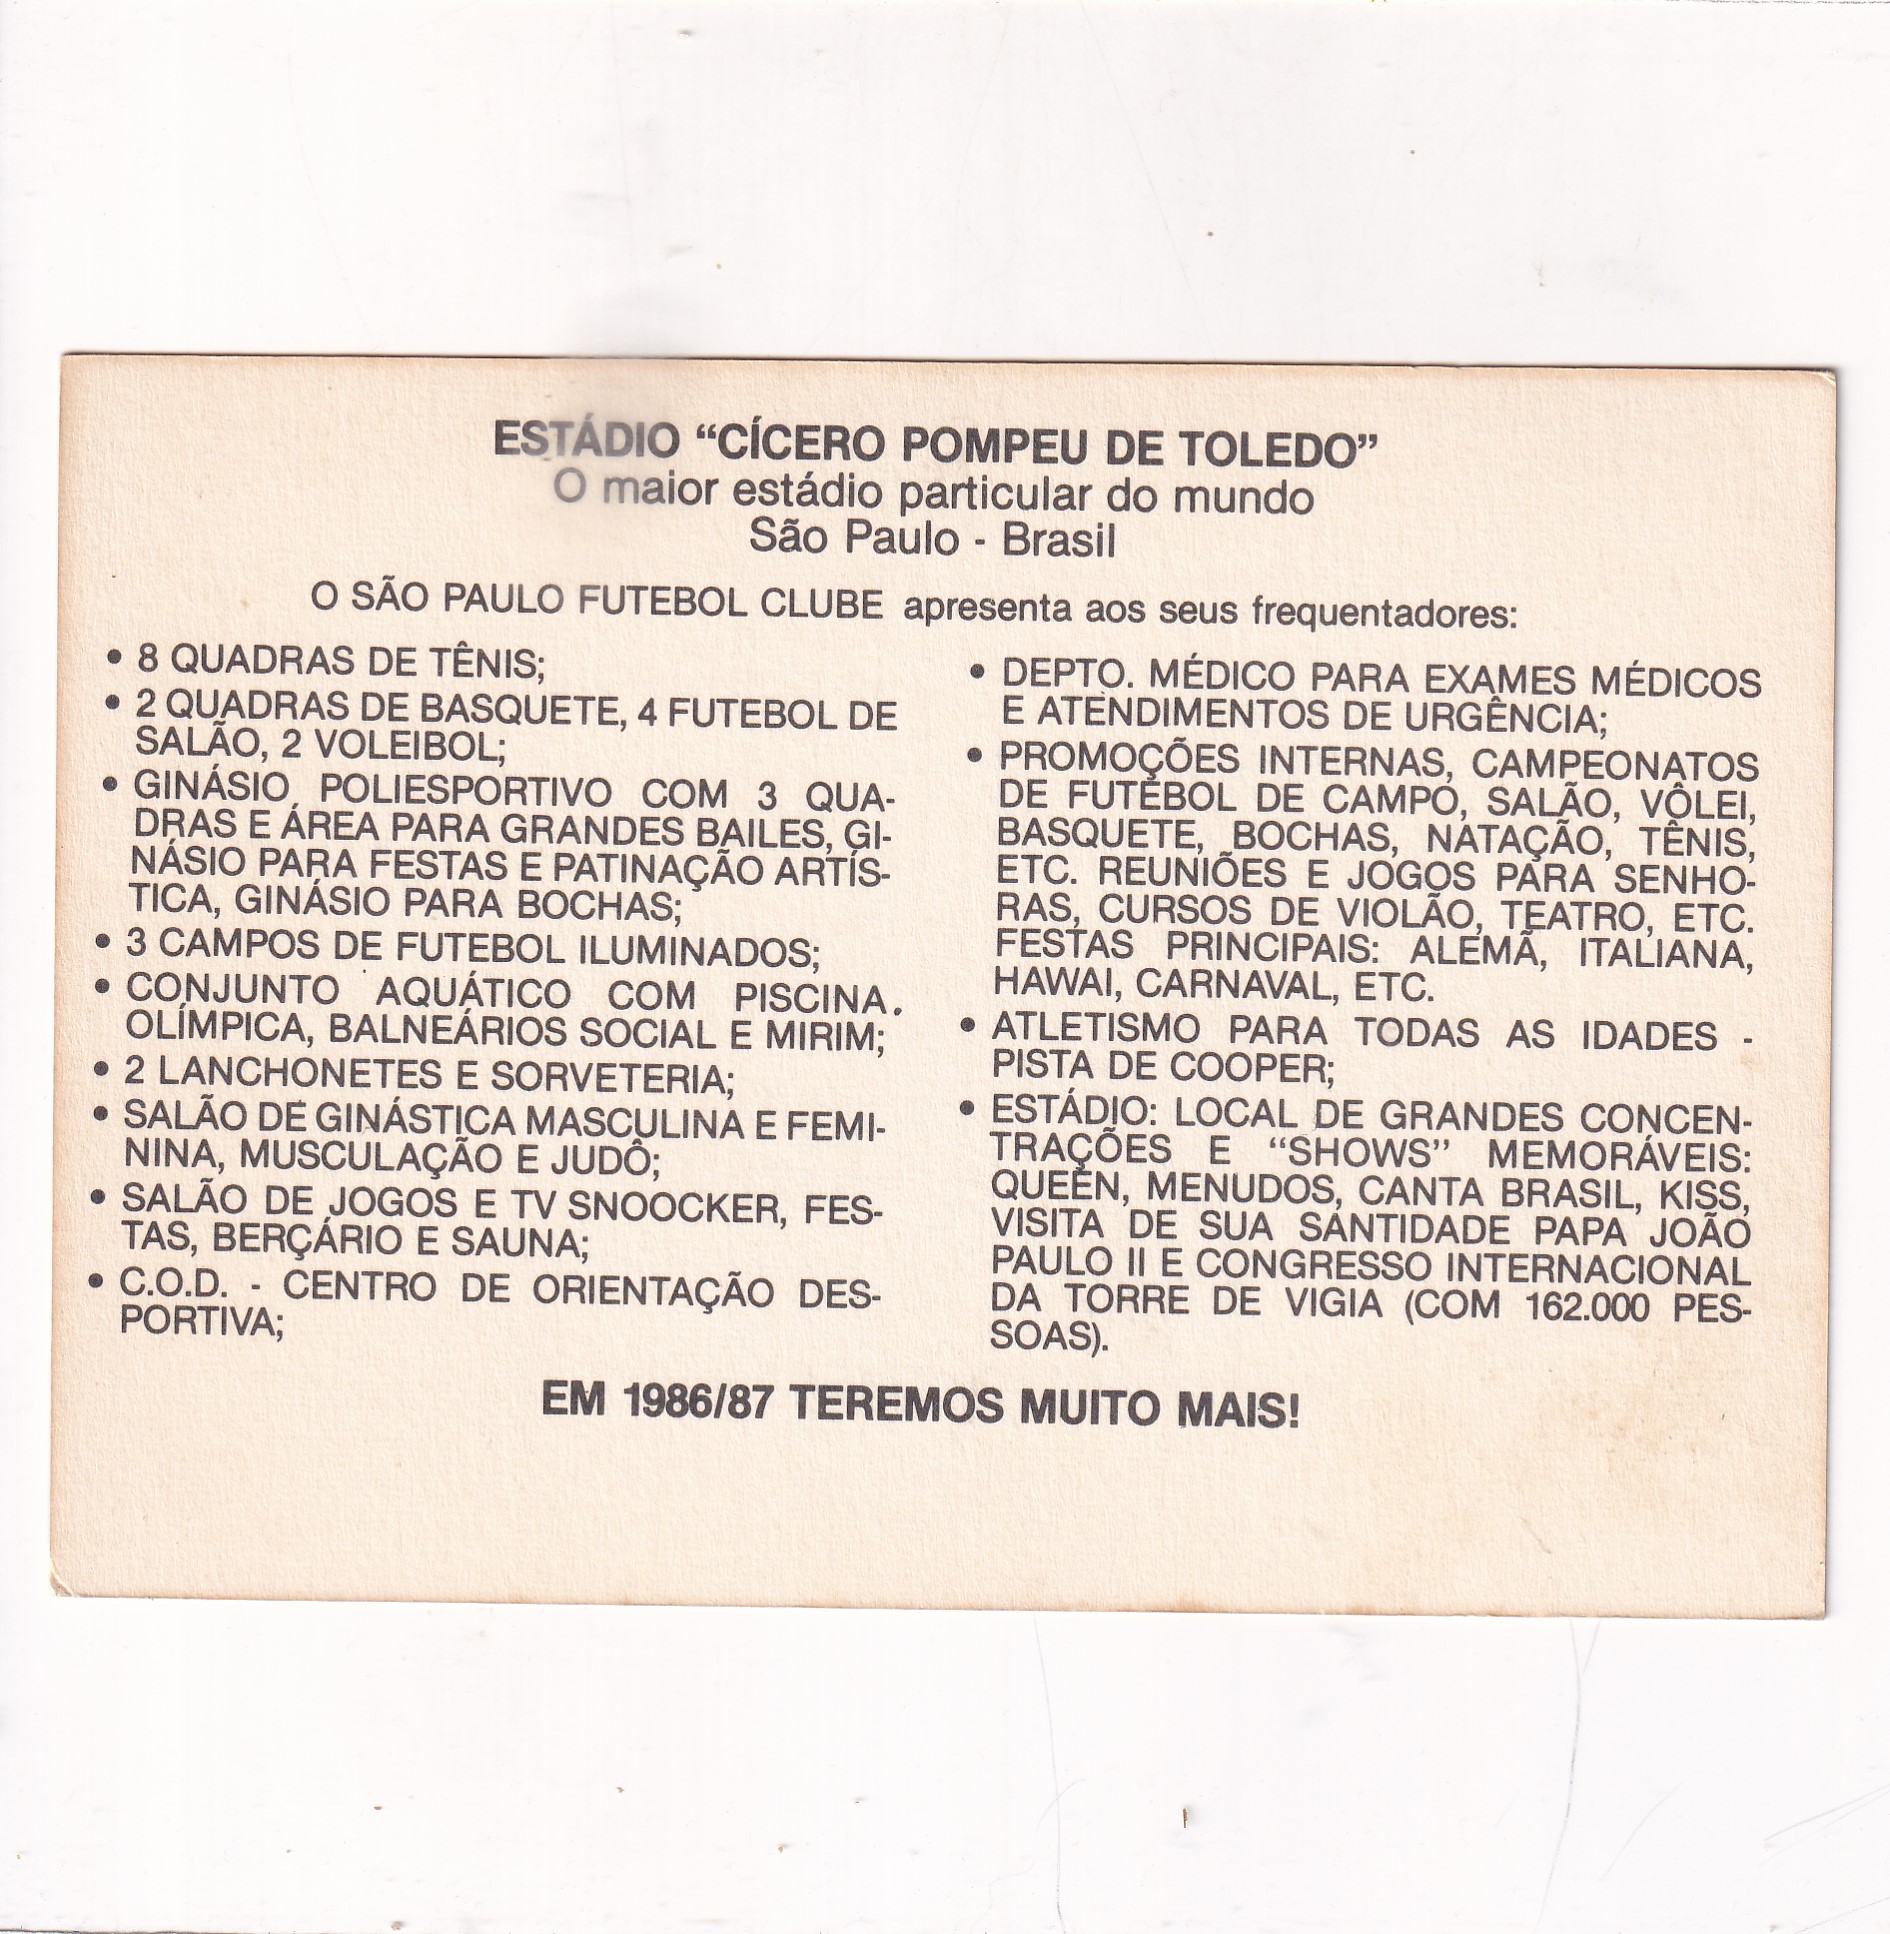 ESTÁDIO “CÍCERO POMPEU DE TOLEDO”
O maior estádio particular do mundo
São Paulo - Brasil
O SÃO PAULO FUTEBOL CLUBE apresenta aos seus frequentadores:
• 8 QUADRAS DE TÊNIS;
• 2 QUADRAS DE BASQUETE, 4 FUTEBOL DE
SALÃO, 2 VOLEIBOL;
• GINÁSIO POLIESPORTIVO COM 3 QUA-
DRAS E ÁREA PARA GRANDES BAILES, GI-
NÁSIO PARA FESTAS E PATINAÇÃO ARTÍS-
TICA, GINÁSIO PARA BOCHAS;
• 3 CAMPOS DE FUTEBOL ILUMINADOS;
• CONJUNTO AQUÁTICO COM PISCINA.
OLÍMPICA, BALNEÁRIOS SOCIAL E MIRIM;
• 2 LANCHONETES E SORVETERIA;
• SALÃO DE GINÁSTICA MASCULINA E FEMI-
NINA, MUSCULAÇÃO E JUDÔ;
• SALÃO DE JOGOS E TV SNOOCKER, FES-
TAS, BERÇÁRIO E SAUNA;
• C.O.D. - CENTRO DE ORIENTAÇÃO DES-
PORTIVA;
• DEPTO. MÉDICO PARA EXAMES MÉDICOS
E ATENDIMENTOS DE URGÊNCIA;
• PROMOÇÕES INTERNAS, CAMPEONATOS
DE FUTEBOL DE CAMPO, SALÃO, VÔLEI,
BASQUETE, BOCHAS, NATAÇÃO, TÊNIS,
ETC. REUNIÕES E JOGOS PARA SENHO-
RAS, CURSOS DE VIOLÃO, TEATRO, ETC.
FESTAS PRINCIPAIS: ALEMÃ, ITALIANA,
HAWAI, CARNAVAL, ETC.
• ATLETISMO PARA TODAS AS IDADES -
PISTA DE COOPER;
• ESTÁDIO: LOCAL DE GRANDES CONCEN-
TRAÇÕES E “SHOWS” MEMORÁVEIS:
QUEEN, MENUDOS, CANTA BRASIL, KISS,
VISITA DE SUA SANTIDADE PAPA JOÃO
PAULO II E CONGRESSO INTERNACIONAL
DA TORRE DE VIGIA (COM 162.000 PES-
SOAS).
EM 1986/87 TEREMOS MUITO MAIS!